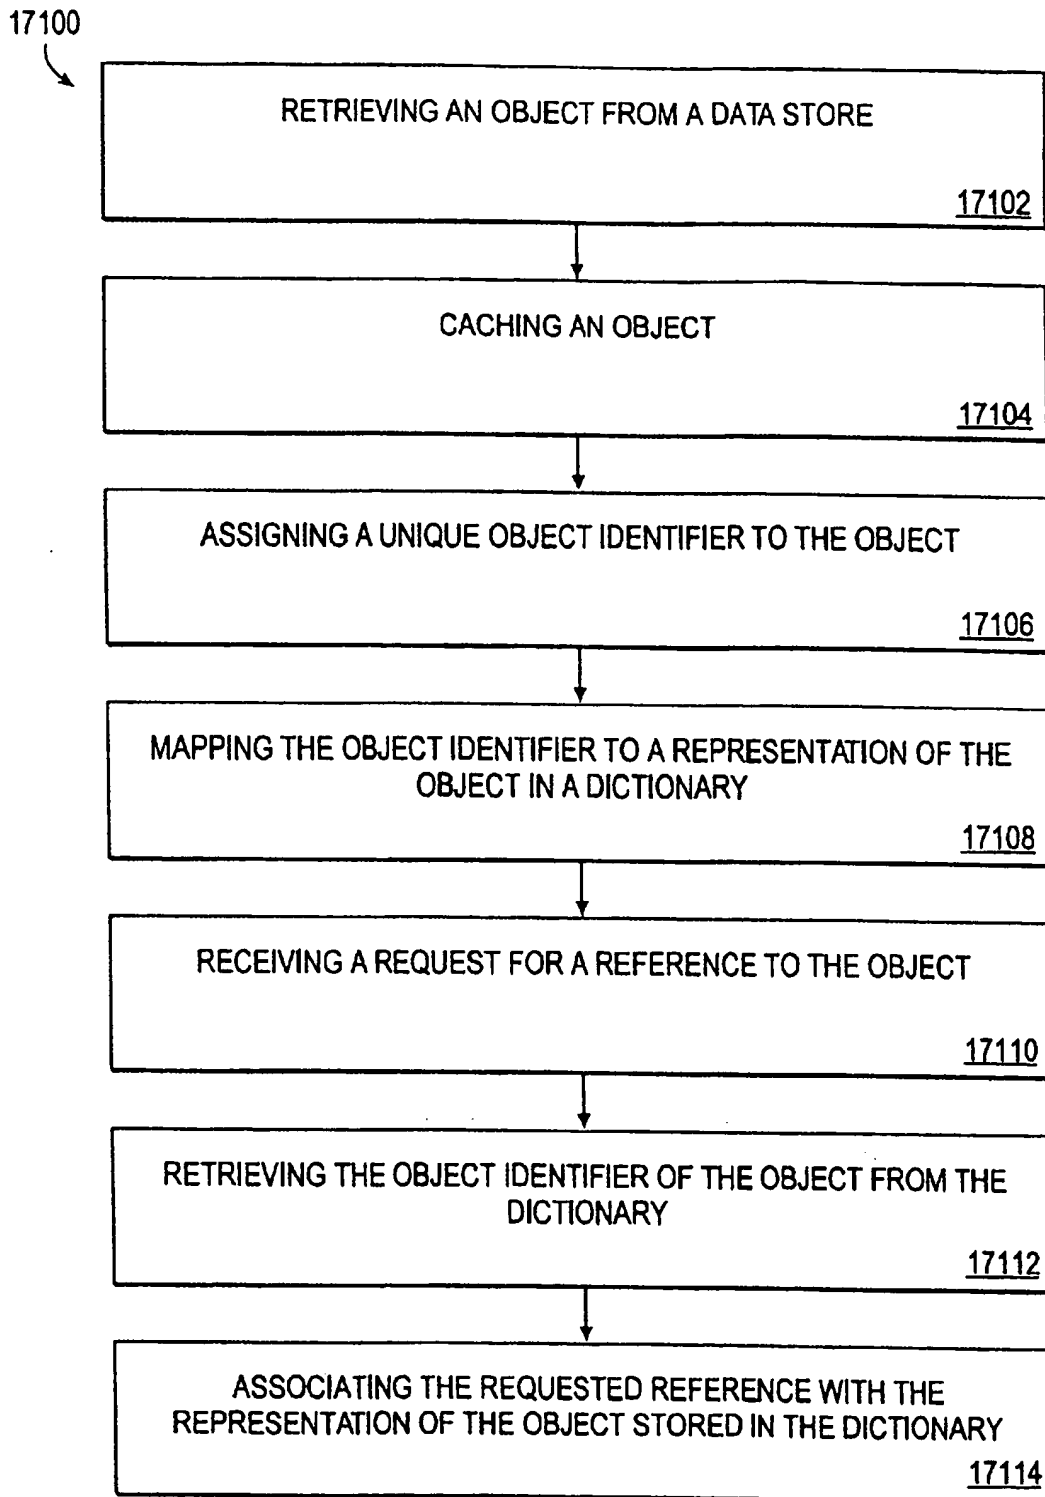 17100
RETRIEVING AN OBJECT FROM A DATA STORE
17102
CACHING AN OBJECT
17104
ASSIGNING A UNIQUE OBJECT IDENTIFIER TO THE OBJECT
17106
MAPPING THE OBJECT IDENTIFIER TO A REPRESENTATION OF THE
OBJECT IN A DICTIONARY
17108
RECEIVING A REQUEST FOR A REFERENCE TO THE OBJECT
17110
RETRIEVING THE OBJECT IDENTIFIER OF THE OBJECT FROM THE
DICTIONARY
17112
ASSOCIATING THE REQUESTED REFERENCE WITH THE
REPRESENTATION OF THE OBJECT STORED IN THE DICTIONARY
17114